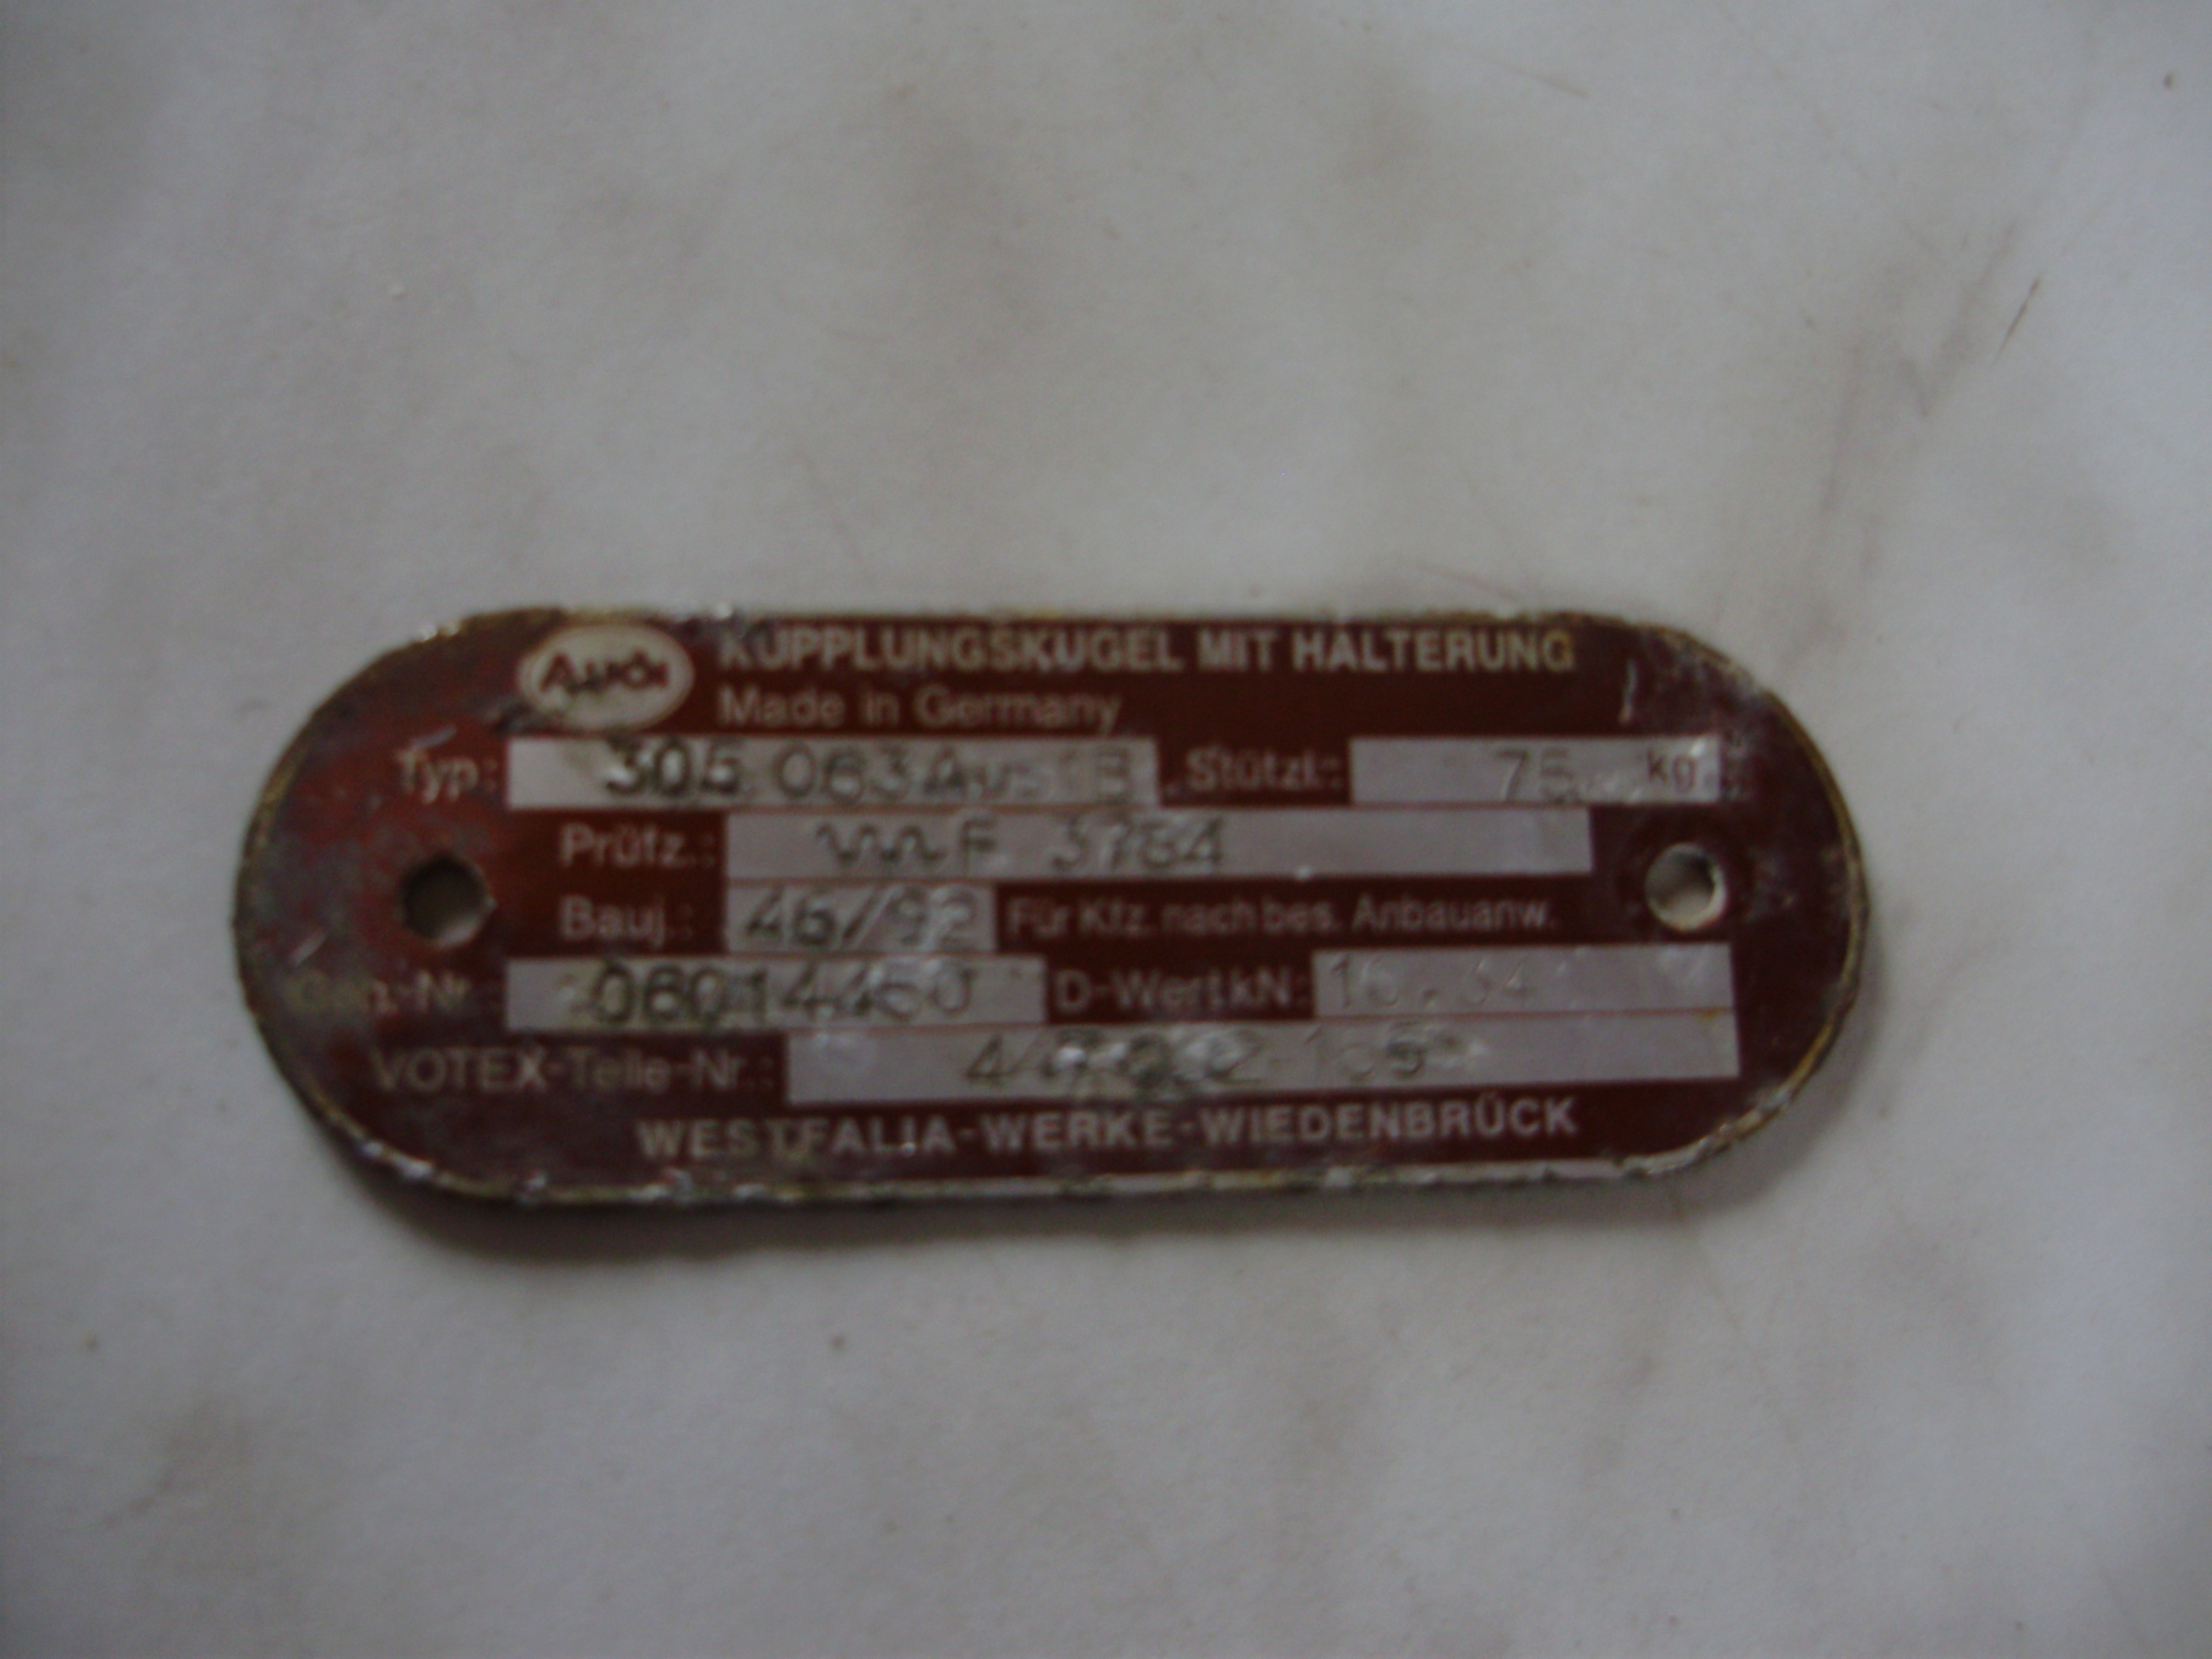 Audi KUPPLUNGSKUGEL MIT HALTERUNG
Made in Germany
Typ: 305 063 Stützl.: 75 kg
Prüfz.: F 3784
Bauj.: 46/92 Für Kfz. nach bes. Anbauanw.
D-Wert kN:
VOTEX-Teile-Nr.:
WESTFALIA-WERKE-WIEDENBRÜCK